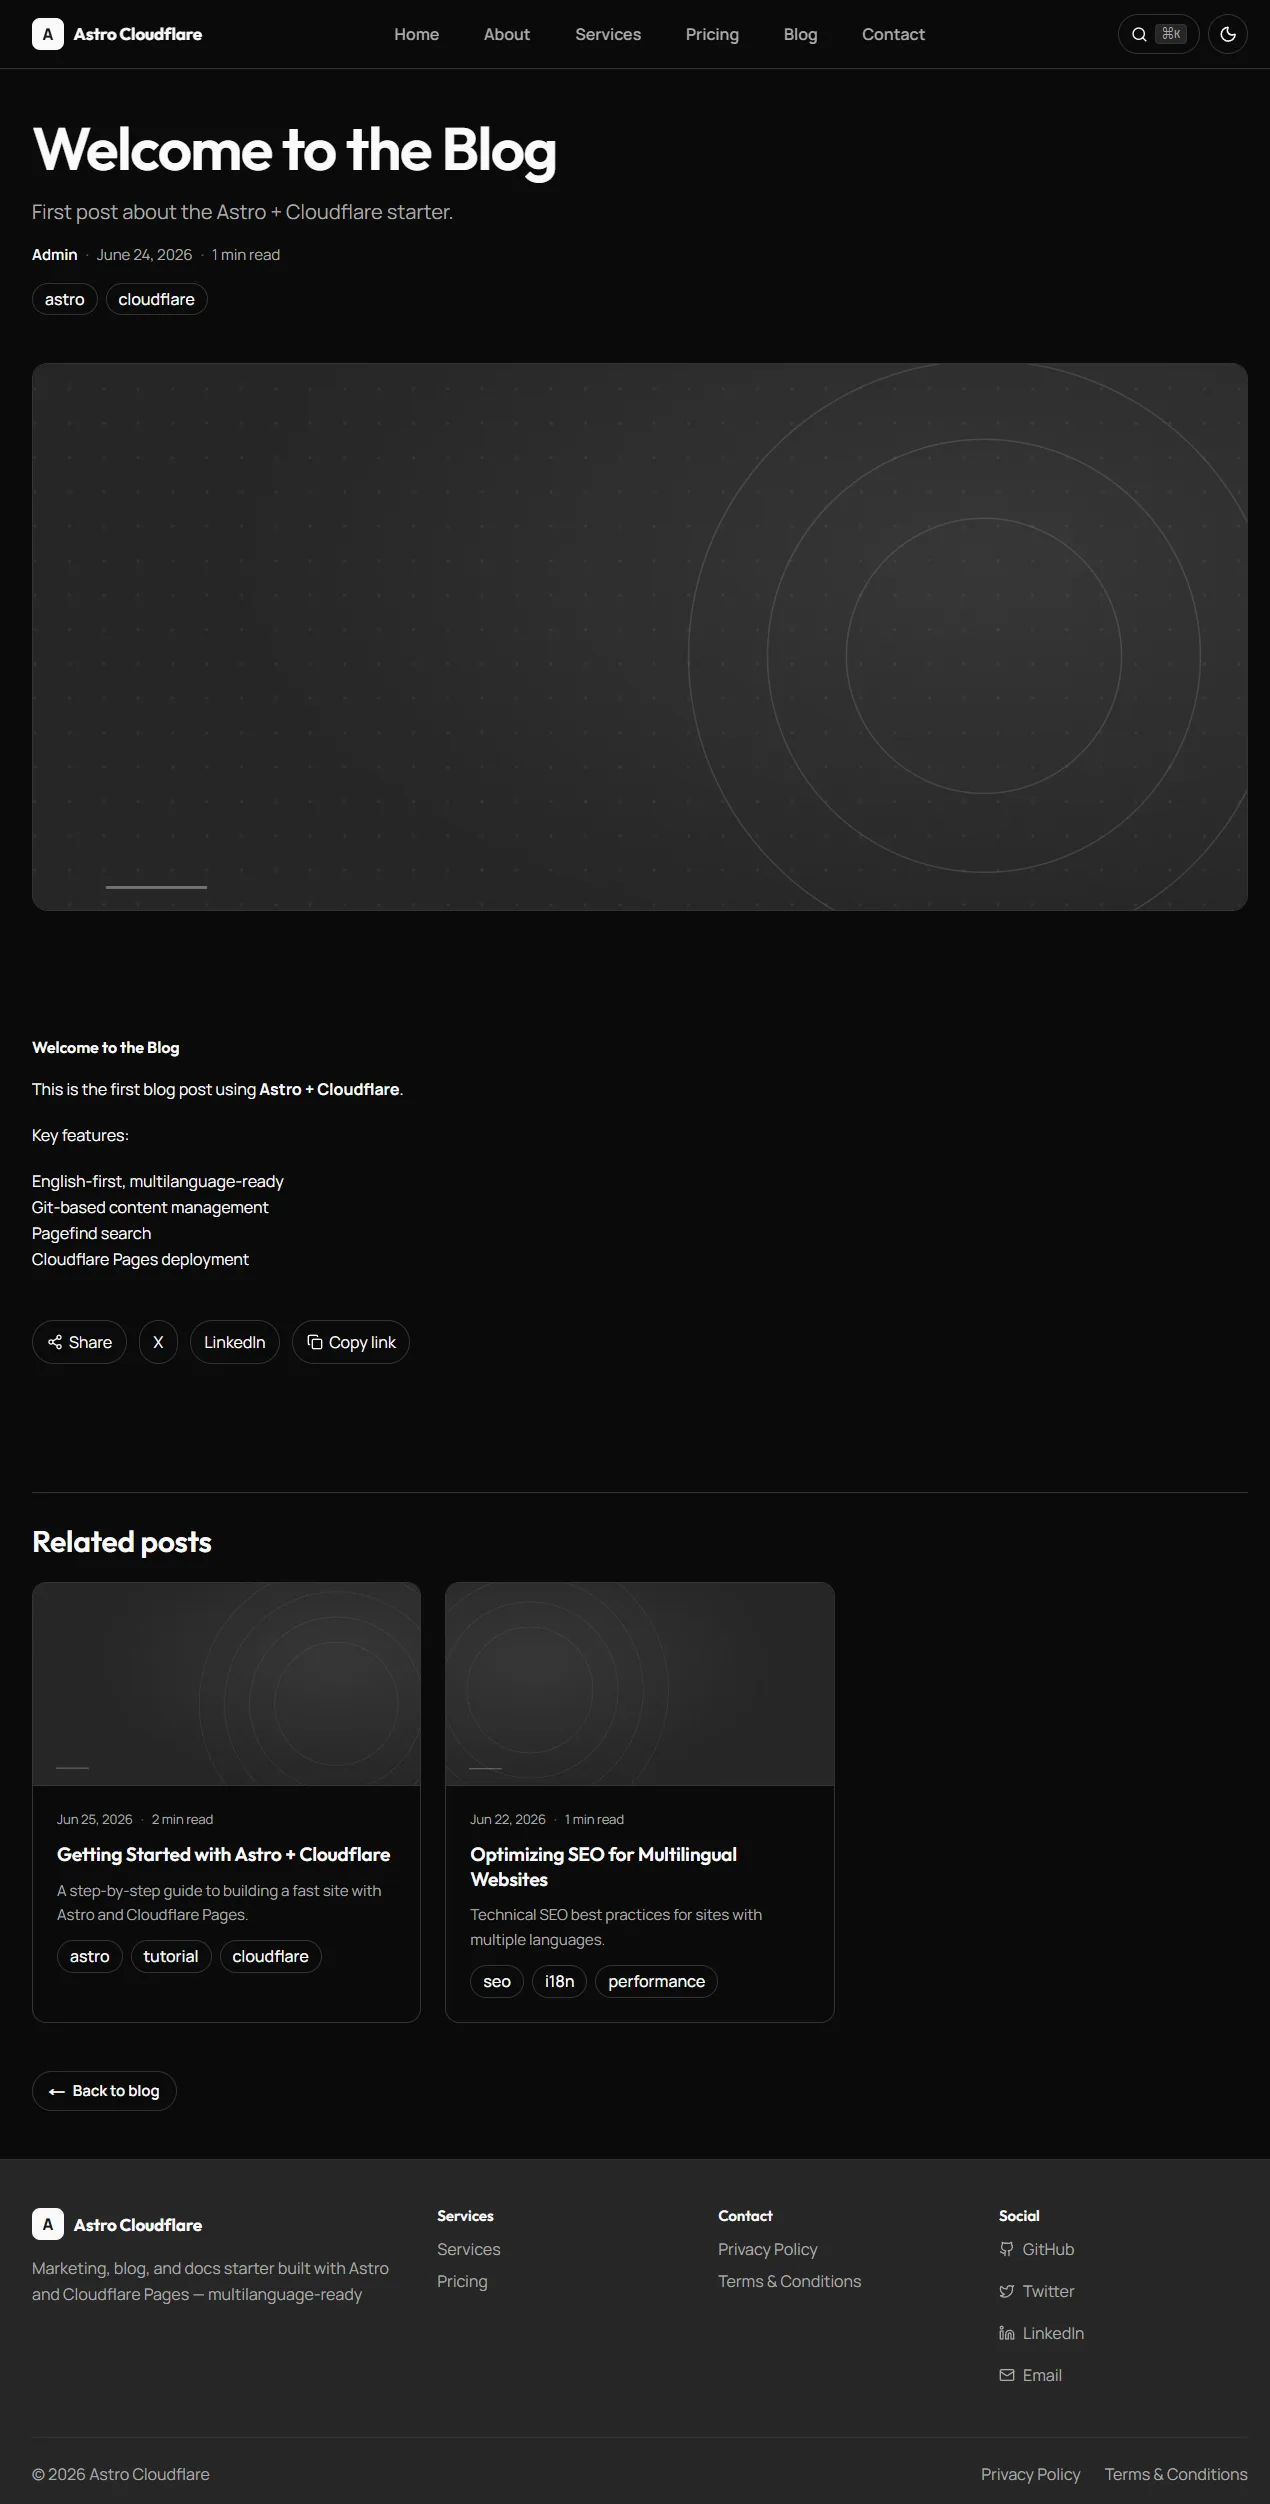 A Astro Cloudflare
Home About Services Pricing Blog Contact
⌘K
Welcome to the Blog
First post about the Astro + Cloudflare starter.
Admin · June 24, 2026 · 1 min read
astro cloudflare
Welcome to the Blog
This is the first blog post using Astro + Cloudflare.
Key features:
English-first, multilanguage-ready
Git-based content management
Pagefind search
Cloudflare Pages deployment
Share X LinkedIn Copy link
Related posts
Jun 25, 2026 · 2 min read
Getting Started with Astro + Cloudflare
A step-by-step guide to building a fast site with
Astro and Cloudflare Pages.
astro tutorial cloudflare
Jun 22, 2026 · 1 min read
Optimizing SEO for Multilingual
Websites
Technical SEO best practices for sites with
multiple languages.
seo i18n performance
← Back to blog
A Astro Cloudflare
Marketing, blog, and docs starter built with Astro
and Cloudflare Pages — multilanguage-ready
Services
Services
Pricing
Contact
Privacy Policy
Terms & Conditions
Social
GitHub
Twitter
LinkedIn
Email
© 2026 Astro Cloudflare
Privacy Policy Terms & Conditions